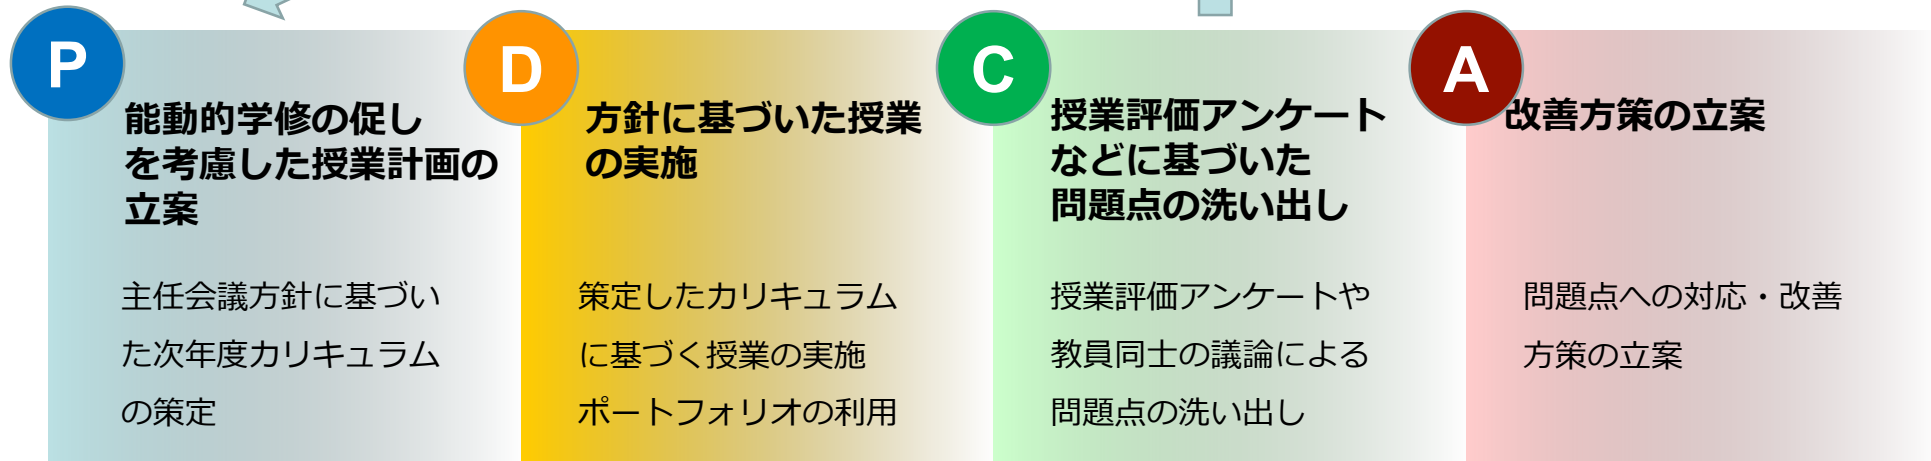 P
能動的学修の促し
を考慮した授業計画の
立案
主任会議方針に基づい
た次年度カリキュラム
の策定
D
方針に基づいた授業
の実施
策定したカリキュラム
に基づく授業の実施
ポートフォリオの利用
C
授業評価アンケート
などに基づいた
問題点の洗い出し
授業評価アンケートや
教員同士の議論による
問題点の洗い出し
A
改善方策の立案
問題点への対応・改善
方策の立案